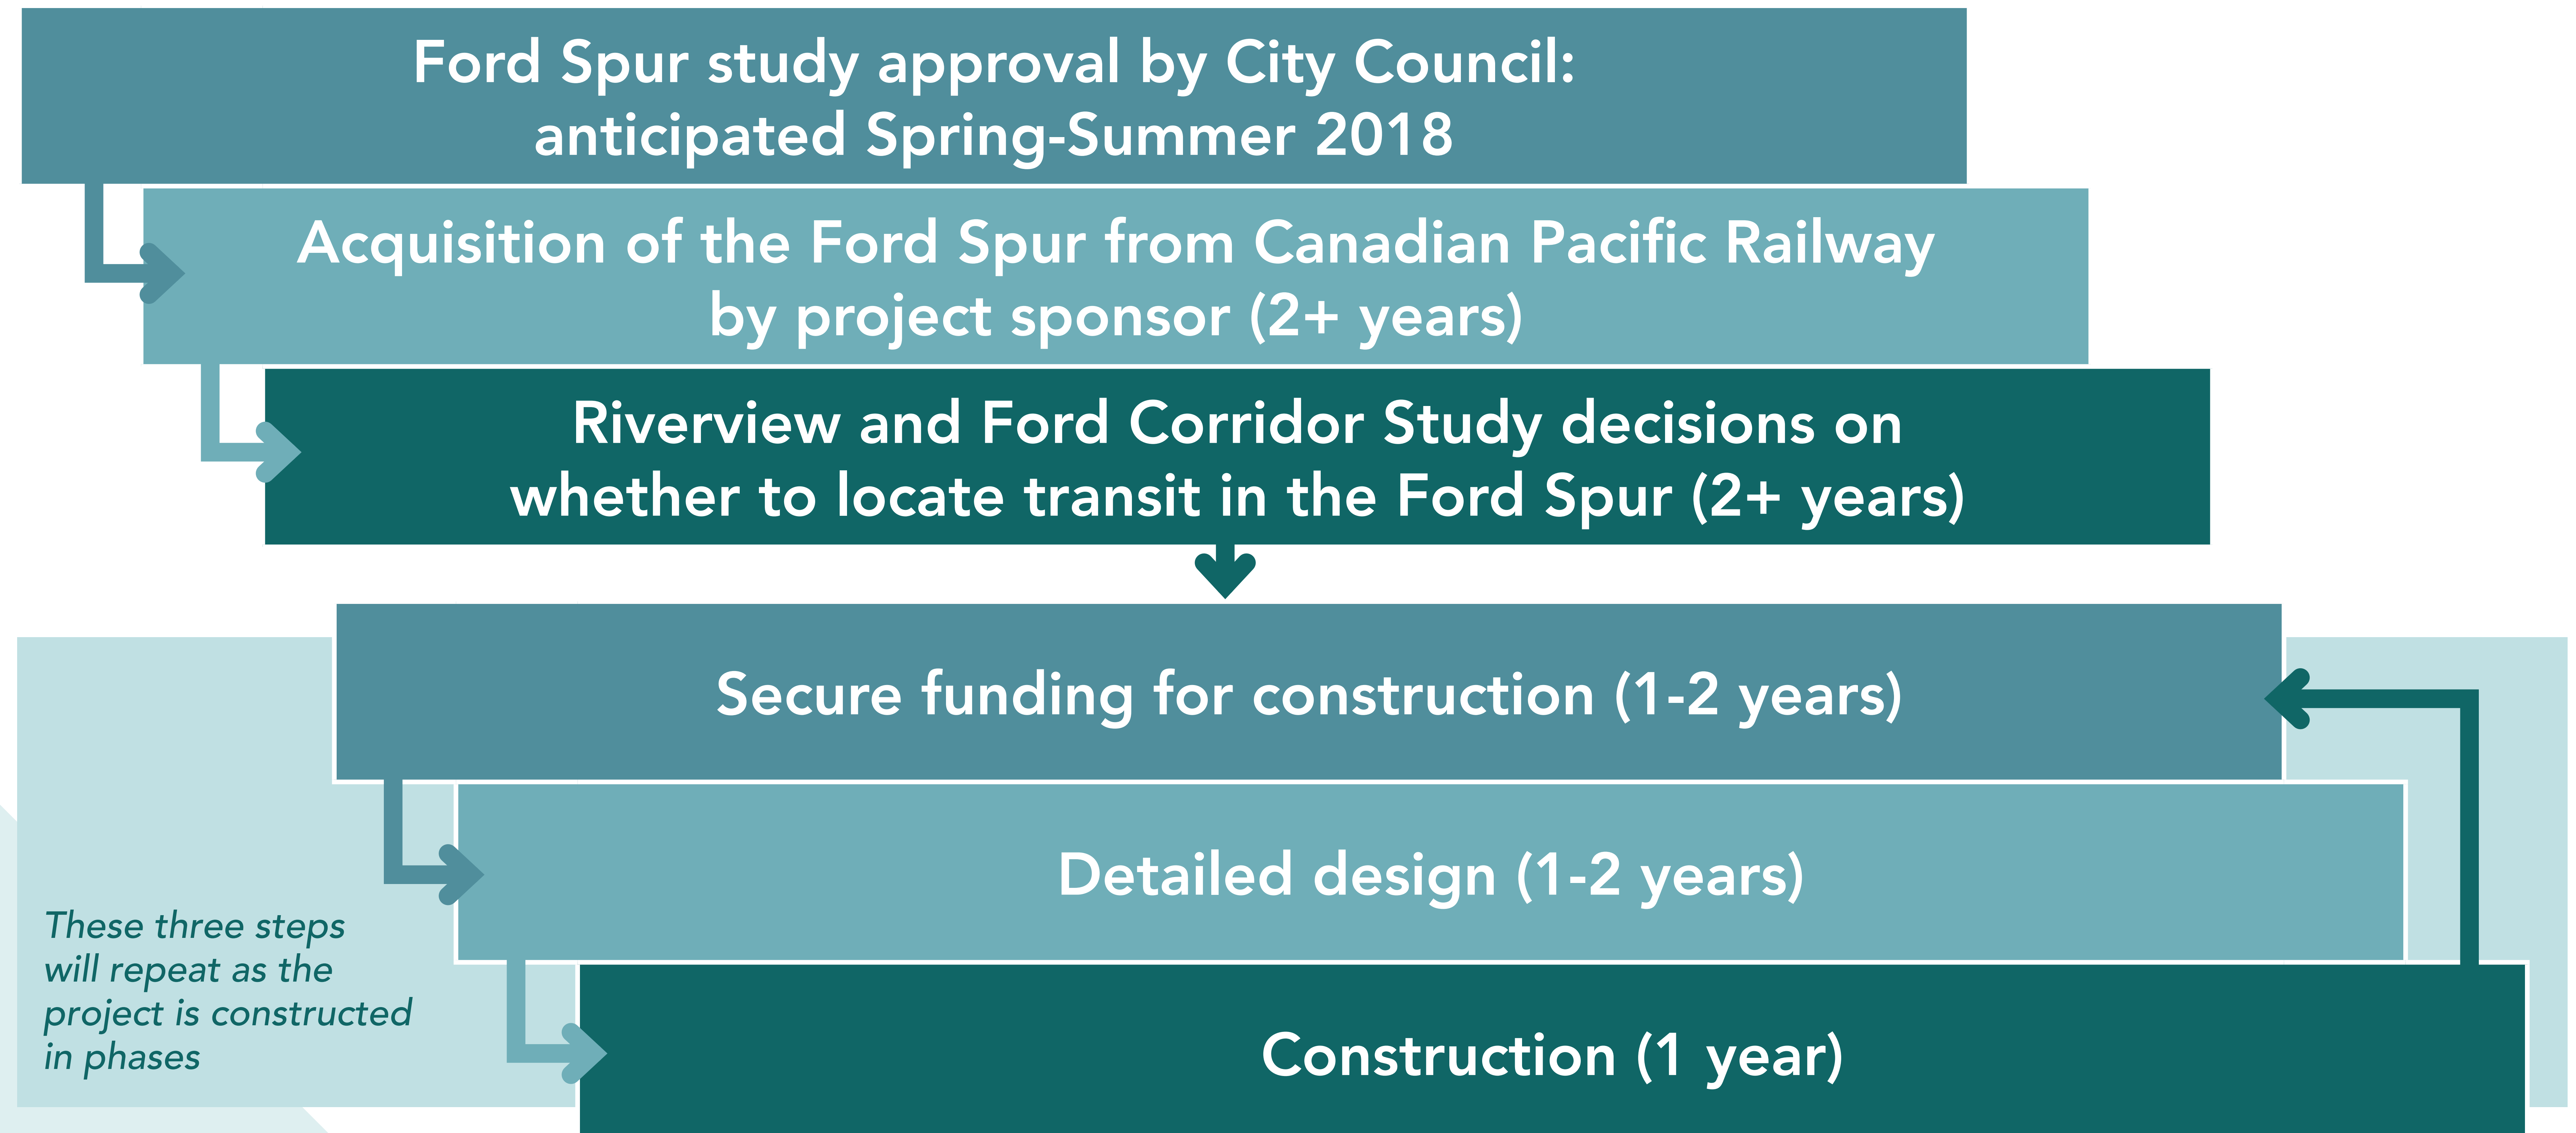 Ford Spur study approval by City Council:
anticipated Spring-Summer 2018
Acquisition of the Ford Spur from Canadian Pacific Railway
by project sponsor (2+ years)
Riverview and Ford Corridor Study decisions on
whether to locate transit in the Ford Spur (2+ years)
Secure funding for construction (1-2 years)
Detailed design (1-2 years)
These three steps
will repeat as the
project is constructed
in phases
Construction (1 year)